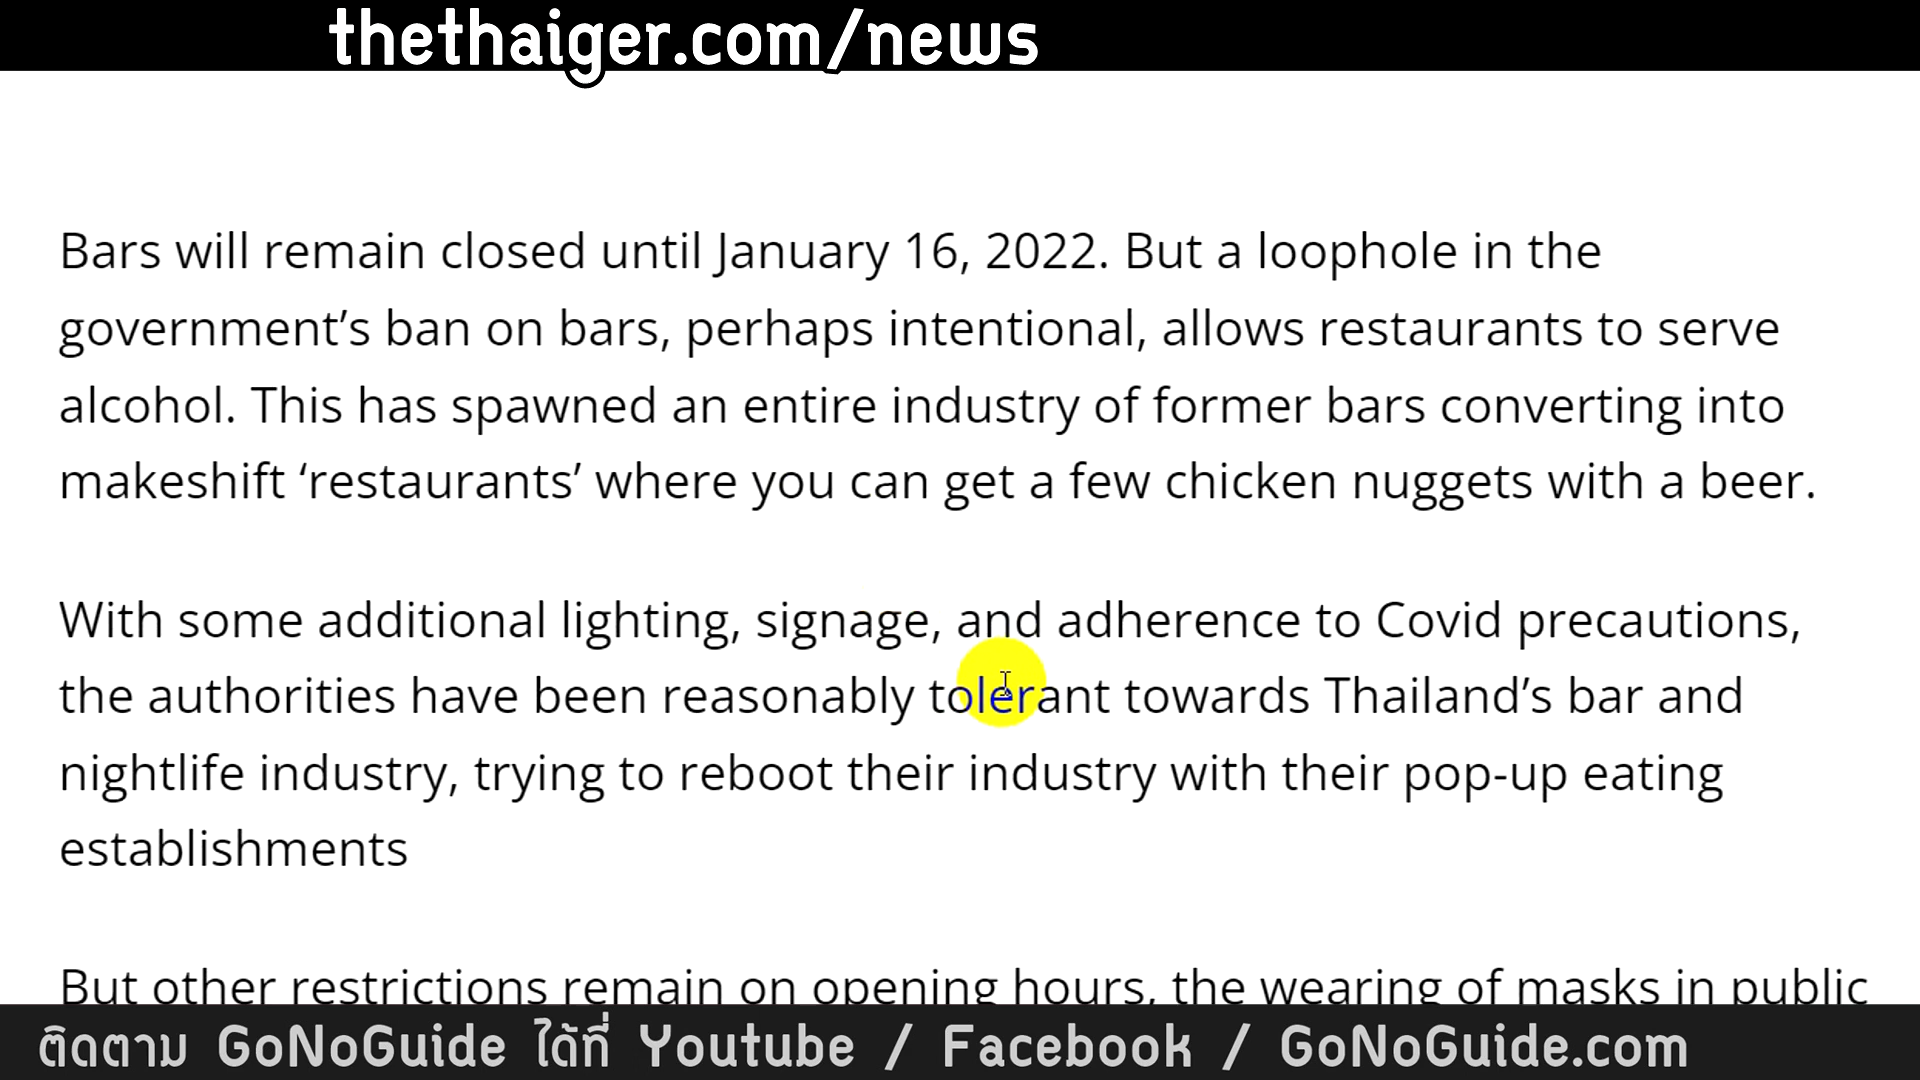 thethaiger.com/news
Bars will remain closed until January 16, 2022. But a loophole in the
government’s ban on bars, perhaps intentional, allows restaurants to serve
alcohol. This has spawned an entire industry of former bars converting into
makeshift ‘restaurants’ where you can get a few chicken nuggets with a beer.
With some additional lighting, signage, and adherence to Covid precautions,
the authorities have been reasonably tolerant towards Thailand’s bar and
nightlife industry, trying to reboot their industry with their pop-up eating
establishments
But other restrictions remain on opening hours, the wearing of masks in public
ติดตาม GoNoGuide ได้ที่ Youtube / Facebook / GoNoGuide.com